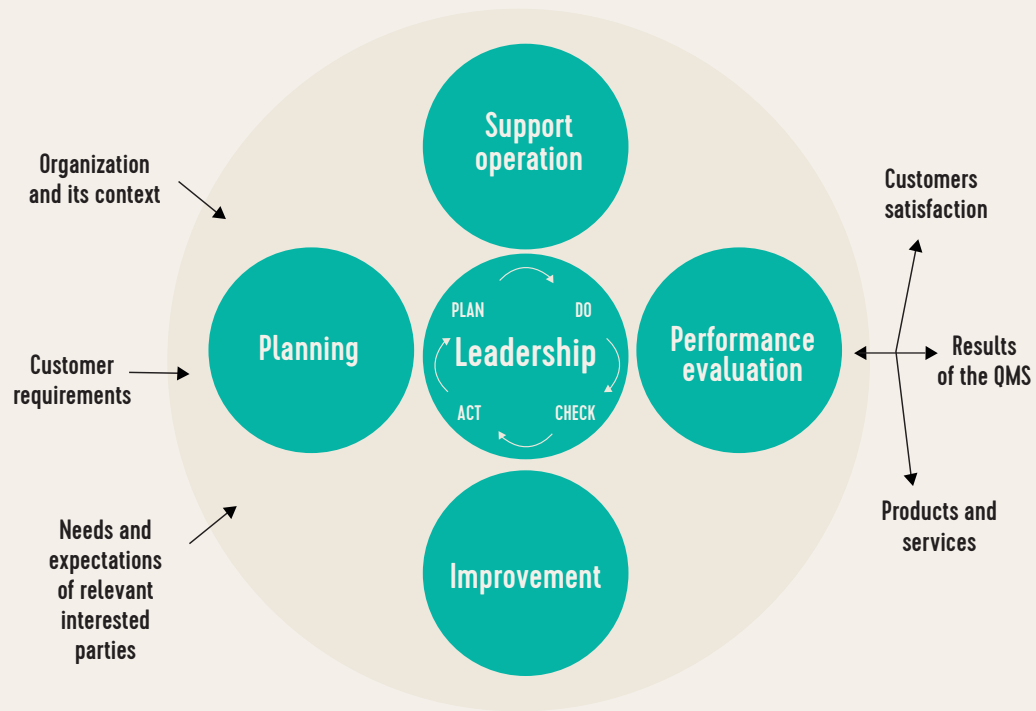 Support
operation
Organization
and its context
Customers
satisfaction
PLAN
DO
Planning
Leadership
Performance
evaluation
Customer
requirements
Results
of the QMS
ACT
CHECK
Needs and
expectations
of relevant
interested
parties
Products and
services
Improvement